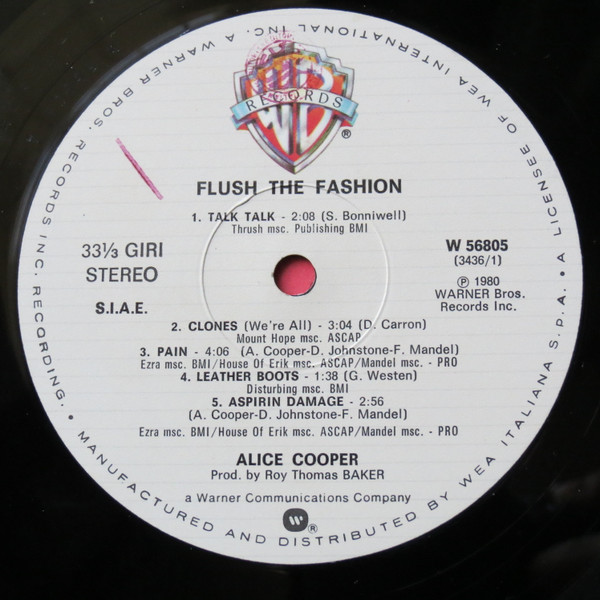 WB
RECORDS
®
FLUSH THE FASHION
1. TALK TALK - 2:08 (S. Bonniwell)
Thrush msc. Publishing BMI
33⅓ GIRI
STEREO
S.I.A.E.
W 56805
(3436/1)
Ⓟ 1980
WARNER Bros.
Records Inc.
2. CLONES (We're All) - 3:04 (D. Carron)
Mount Hope msc. ASCAP
3. PAIN - 4:06 (A. Cooper-D. Johnstone-F. Mandel)
Ezra msc. BMI/House Of Erik msc. ASCAP/Mandel msc. - PRO
4. LEATHER BOOTS - 1:38 (G. Westen)
Disturbing msc. BMI
5. ASPIRIN DAMAGE - 2:56
(A. Cooper-D. Johnstone-F. Mandel)
Ezra msc. BMI/House Of Erik msc. ASCAP/Mandel msc. - PRO
ALICE COOPER
Prod. by Roy Thomas BAKER
a Warner Communications Company
®
• MANUFACTURED AND DISTRIBUTED BY WEA ITALIANA S.p.A. • A LICENSEE OF WEA INTERNATIONAL INC. A WARNER BROS. RECORDS INC. RECORDING.